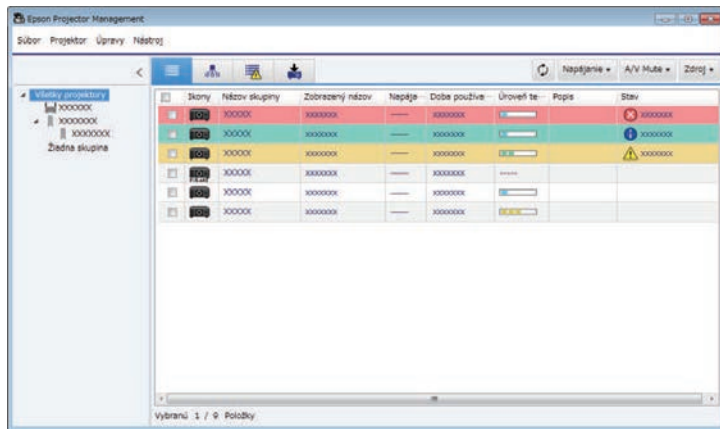 Epson Projector Management
Súbor Projektor Úpravy Nástroj
Napájanie A/V Mute Zdroj
Všetky projektory
XXXXXX
XXXXXXX
XXXXXXX
Žiadna skupina
Ikony Názov skupiny Zobrazený názov Napája··· Doba používa··· Úroveň te··· Popis Stav
XXXXX XXXXXXX ---- XXXXXXX XXXXXXX
XXXXX XXXXXXX ---- XXXXXXX XXXXXXX
XXXXX XXXXXXX ---- XXXXXXX XXXXXXX
XXXXX XXXXXXX ---- XXXXXXX -----
XXXXX XXXXXXX ---- XXXXXXX
XXXXX XXXXXXX ---- XXXXXXX
Vybranú 1 / 9 Položky